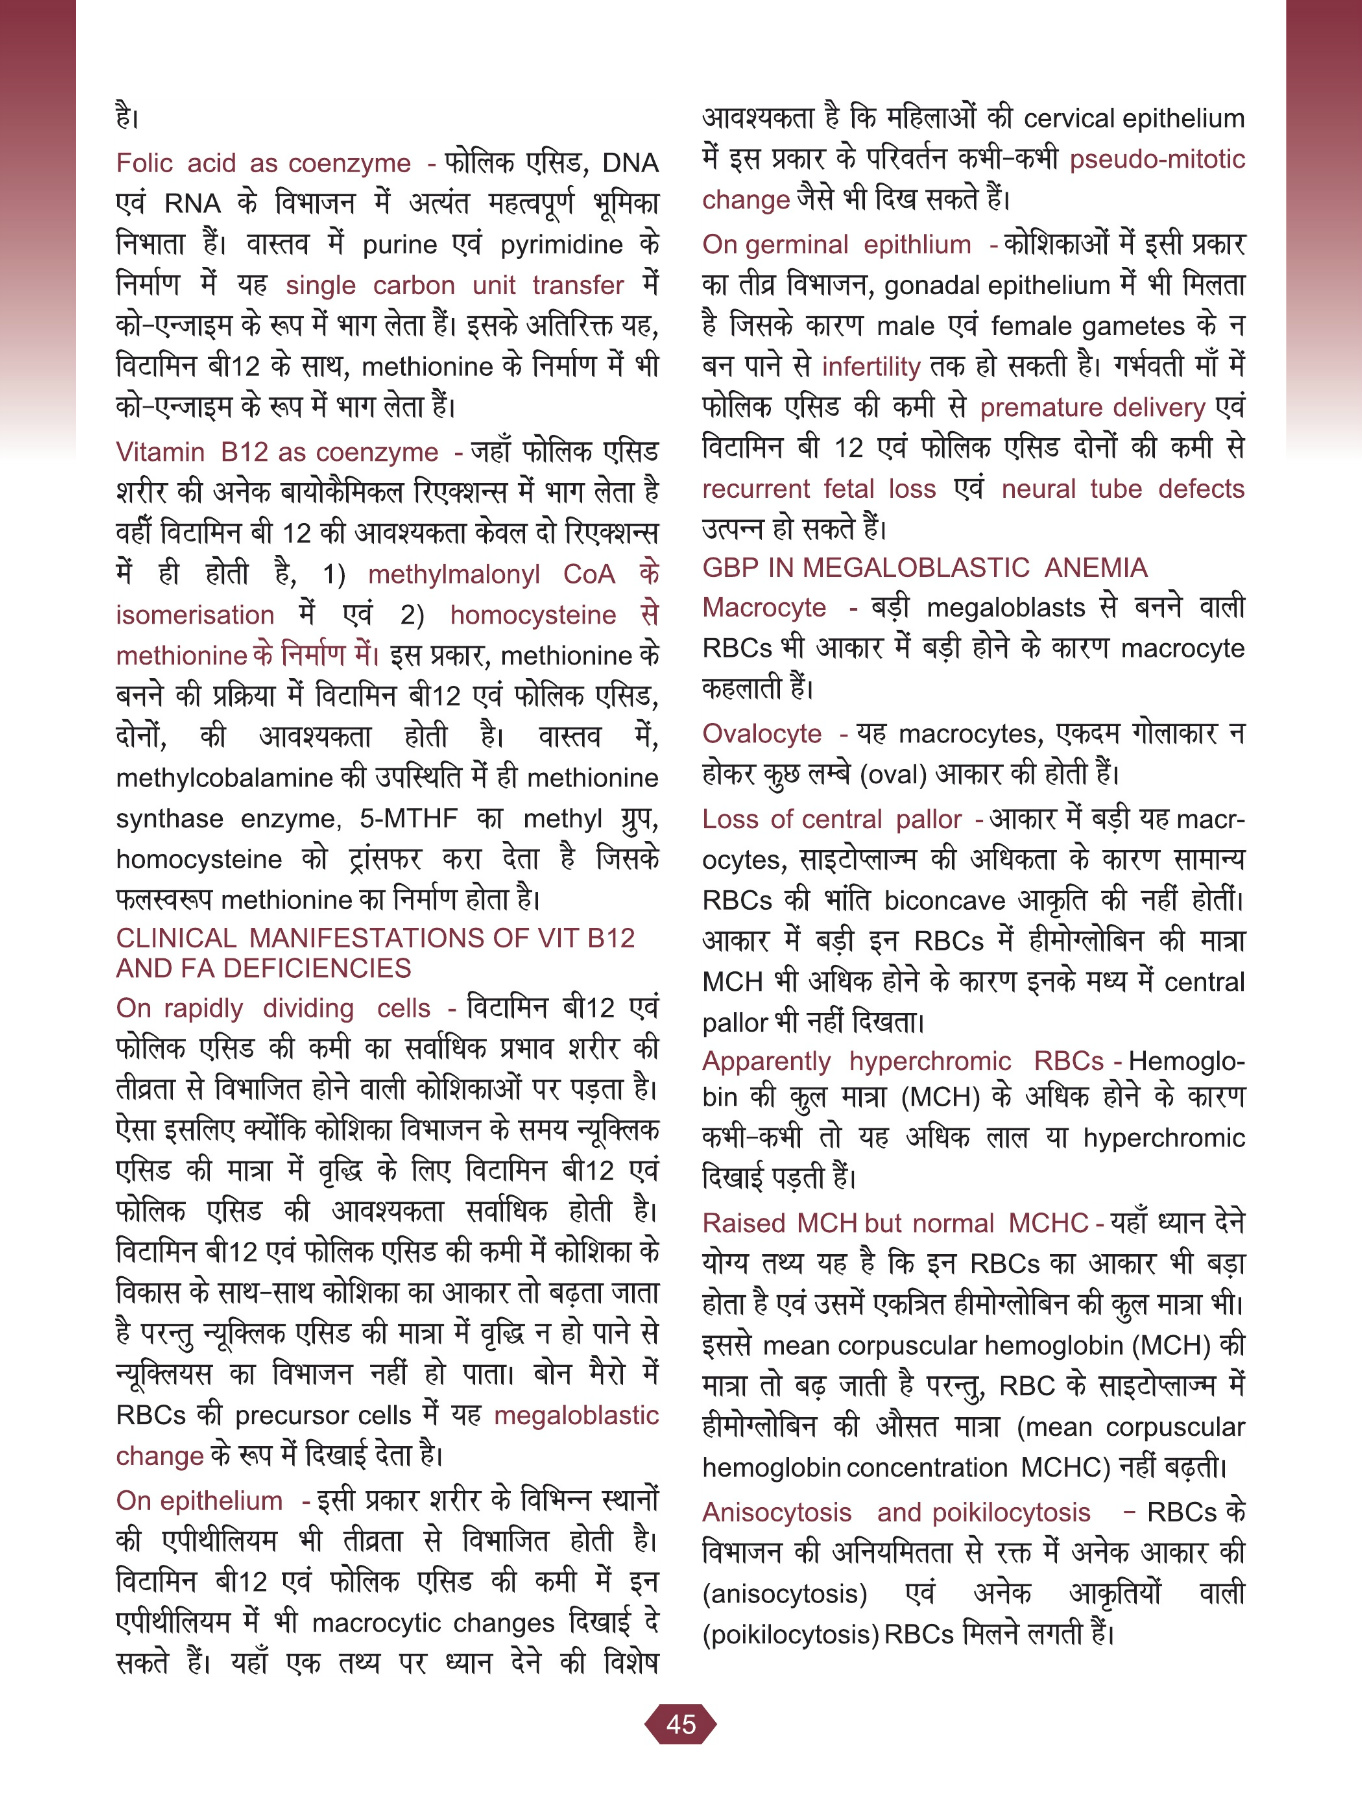 है।
Folic acid as coenzyme - फोलिक एसिड, DNA
एवं RNA के विभाजन में अत्यंत महत्वपूर्ण भूमिका
निभाता हैं। वास्तव में purine एवं pyrimidine के
निर्माण में यह single carbon unit transfer में
को-एन्जाइम के रूप में भाग लेता हैं। इसके अतिरिक्त यह,
विटामिन बी12 के साथ, methionine के निर्माण में भी
को-एन्जाइम के रूप में भाग लेता हैं।
Vitamin B12 as coenzyme - जहाँ फोलिक एसिड
शरीर की अनेक बायोकैमिकल रिएक्शन्स में भाग लेता है
वहीँ विटामिन बी 12 की आवश्यकता केवल दो रिएक्शन्स
में ही होती है, 1) methylmalonyl CoA के
isomerisation में एवं 2) homocysteine से
methionine के निर्माण में। इस प्रकार, methionine के
बनने की प्रक्रिया में विटामिन बी12 एवं फोलिक एसिड,
दोनों, की आवश्यकता होती है। वास्तव में,
methylcobalamine की उपस्थिति में ही methionine
synthase enzyme, 5-MTHF का methyl ग्रुप,
homocysteine को ट्रांसफर करा देता है जिसके
फलस्वरूप methionine का निर्माण होता है।
CLINICAL MANIFESTATIONS OF VIT B12
AND FA DEFICIENCIES
On rapidly dividing cells - विटामिन बी12 एवं
फोलिक एसिड की कमी का सर्वाधिक प्रभाव शरीर की
तीव्रता से विभाजित होने वाली कोशिकाओं पर पड़ता है।
ऐसा इसलिए क्योंकि कोशिका विभाजन के समय न्यूक्लिक
एसिड की मात्रा में वृद्धि के लिए विटामिन बी12 एवं
फोलिक एसिड की आवश्यकता सर्वाधिक होती है।
विटामिन बी12 एवं फोलिक एसिड की कमी में कोशिका के
विकास के साथ-साथ कोशिका का आकार तो बढ़ता जाता
है परन्तु न्यूक्लिक एसिड की मात्रा में वृद्धि न हो पाने से
न्यूक्लियस का विभाजन नहीं हो पाता। बोन मैरो में
RBCs की precursor cells में यह megaloblastic
change के रूप में दिखाई देता है।
On epithelium - इसी प्रकार शरीर के विभिन्न स्थानों
की एपीथीलियम भी तीव्रता से विभाजित होती है।
विटामिन बी12 एवं फोलिक एसिड की कमी में इन
एपीथीलियम में भी macrocytic changes दिखाई दे
सकते हैं। यहाँ एक तथ्य पर ध्यान देने की विशेष
आवश्यकता है कि महिलाओं की cervical epithelium
में इस प्रकार के परिवर्तन कभी-कभी pseudo-mitotic
change जैसे भी दिख सकते हैं।
On germinal epithlium - कोशिकाओं में इसी प्रकार
का तीव्र विभाजन, gonadal epithelium में भी मिलता
है जिसके कारण male एवं female gametes के न
बन पाने से infertility तक हो सकती है। गर्भवती माँ में
फोलिक एसिड की कमी से premature delivery एवं
विटामिन बी 12 एवं फोलिक एसिड दोनों की कमी से
recurrent fetal loss एवं neural tube defects
उत्पन्न हो सकते हैं।
GBP IN MEGALOBLASTIC ANEMIA
Macrocyte - बड़ी megaloblasts से बनने वाली
RBCs भी आकार में बड़ी होने के कारण macrocyte
कहलाती हैं।
Ovalocyte - यह macrocytes, एकदम गोलाकार न
होकर कुछ लम्बे (oval) आकार की होती हैं।
Loss of central pallor - आकार में बड़ी यह macr-
ocytes, साइटोप्लाज्म की अधिकता के कारण सामान्य
RBCs की भांति biconcave आकृति की नहीं होतीं।
आकार में बड़ी इन RBCs में हीमोग्लोबिन की मात्रा
MCH भी अधिक होने के कारण इनके मध्य में central
pallor भी नहीं दिखता।
Apparently hyperchromic RBCs - Hemoglo-
bin की कुल मात्रा (MCH) के अधिक होने के कारण
कभी-कभी तो यह अधिक लाल या hyperchromic
दिखाई पड़ती हैं।
Raised MCH but normal MCHC - यहाँ ध्यान देने
योग्य तथ्य यह है कि इन RBCs का आकार भी बड़ा
होता है एवं उसमें एकत्रित हीमोग्लोबिन की कुल मात्रा भी।
इससे mean corpuscular hemoglobin (MCH) की
मात्रा तो बढ़ जाती है परन्तु, RBC के साइटोप्लाज्म में
हीमोग्लोबिन की औसत मात्रा (mean corpuscular
hemoglobin concentration MCHC) नहीं बढ़ती।
Anisocytosis and poikilocytosis – RBCs के
विभाजन की अनियमितता से रक्त में अनेक आकार की
(anisocytosis) एवं अनेक आकृतियों वाली
(poikilocytosis) RBCs मिलने लगती हैं।
45